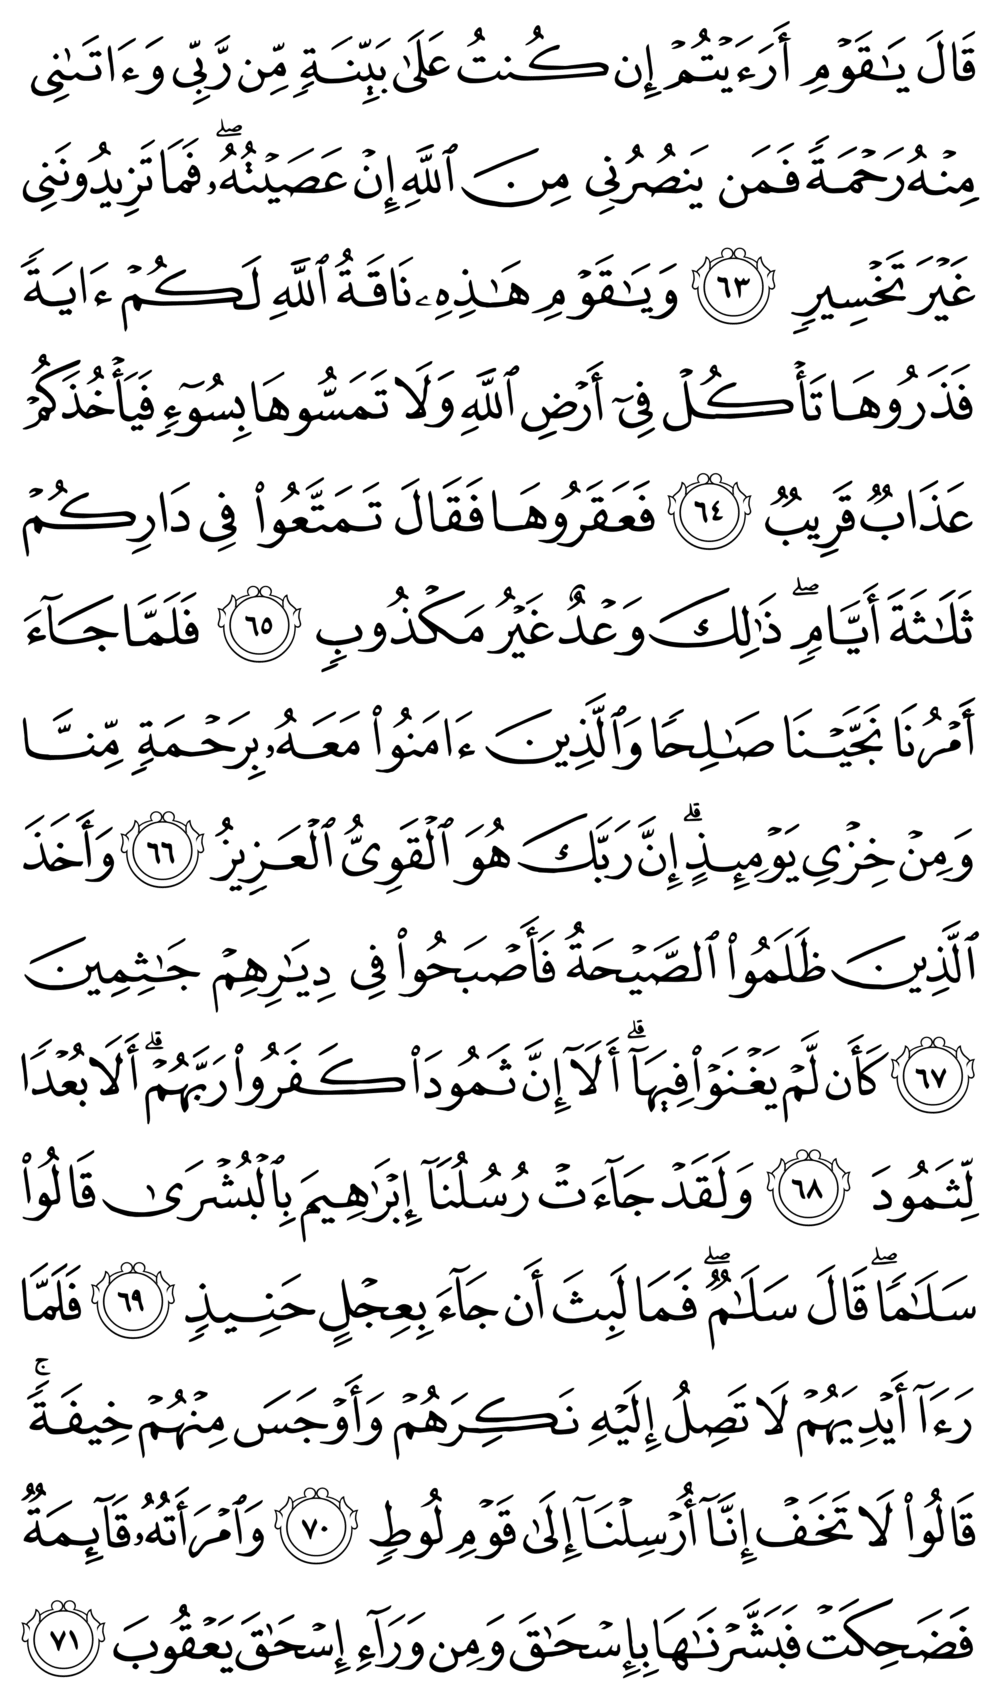 قَالَ يَـٰقَوۡمِ أَرَءَيۡتُمۡ إِن كُنتُ عَلَىٰ بَيِّنَةٖ مِّن رَّبِّي وَءَاتَىٰنِي
مِنۡهُ رَحۡمَةٗ فَمَن يَنصُرُنِي مِنَ ٱللَّهِ إِنۡ عَصَيۡتُهُۥۖ فَمَا تَزِيدُونَنِي
غَيۡرَ تَخۡسِيرٖ ٦٣ وَيَـٰقَوۡمِ هَـٰذِهِۦ نَاقَةُ ٱللَّهِ لَكُمۡ ءَايَةٗ
فَذَرُوهَا تَأۡكُلۡ فِيٓ أَرۡضِ ٱللَّهِ وَلَا تَمَسُّوهَا بِسُوٓءٖ فَيَأۡخُذَكُمۡ
عَذَابٞ قَرِيبٞ ٦٤ فَعَقَرُوهَا فَقَالَ تَمَتَّعُواْ فِي دَارِكُمۡ
ثَلَـٰثَةَ أَيَّامٖۖ ذَٰلِكَ وَعۡدٌ غَيۡرُ مَكۡذُوبٖ ٦٥ فَلَمَّا جَآءَ
أَمۡرُنَا نَجَّيۡنَا صَـٰلِحٗا وَٱلَّذِينَ ءَامَنُواْ مَعَهُۥ بِرَحۡمَةٖ مِّنَّا
وَمِنۡ خِزۡيِ يَوۡمِئِذٍۚ إِنَّ رَبَّكَ هُوَ ٱلۡقَوِيُّ ٱلۡعَزِيزُ ٦٦ وَأَخَذَ
ٱلَّذِينَ ظَلَمُواْ ٱلصَّيۡحَةُ فَأَصۡبَحُواْ فِي دِيَـٰرِهِمۡ جَـٰثِمِينَ
٦٧ كَأَن لَّمۡ يَغۡنَوۡاْ فِيهَآۗ أَلَآ إِنَّ ثَمُودَاْ كَفَرُواْ رَبَّهُمۡۗ أَلَا بُعۡدٗا
لِّثَمُودَ ٦٨ وَلَقَدۡ جَآءَتۡ رُسُلُنَآ إِبۡرَٰهِيمَ بِٱلۡبُشۡرَىٰ قَالُواْ
سَلَـٰمٗاۖ قَالَ سَلَـٰمٞۖ فَمَا لَبِثَ أَن جَآءَ بِعِجۡلٍ حَنِيذٖ ٦٩ فَلَمَّا
رَءَآ أَيۡدِيَهُمۡ لَا تَصِلُ إِلَيۡهِ نَكِرَهُمۡ وَأَوۡجَسَ مِنۡهُمۡ خِيفَةٗۚ
قَالُواْ لَا تَخَفۡ إِنَّآ أُرۡسِلۡنَآ إِلَىٰ قَوۡمِ لُوطٖ ٧٠ وَٱمۡرَأَتُهُۥ قَآئِمَةٞ
فَضَحِكَتۡ فَبَشَّرۡنَـٰهَا بِإِسۡحَـٰقَ وَمِن وَرَآءِ إِسۡحَـٰقَ يَعۡقُوبَ ٧١